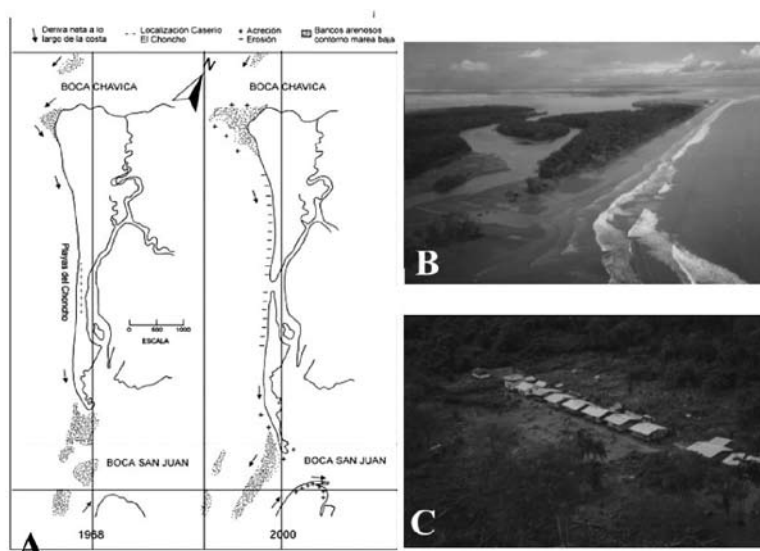 Deriva neta a lo
largo de la costa
Localización Caserio
El Choncho
+ Acreción
- Erosión
Bancos arenosos
contorno marea baja
N
BOCA CHAVICA
BOCA CHAVICA
Playas del Choncho
0 500 1000
ESCALA
BOCA SAN JUAN
BOCA SAN JUAN
1968
2000
A
B
C